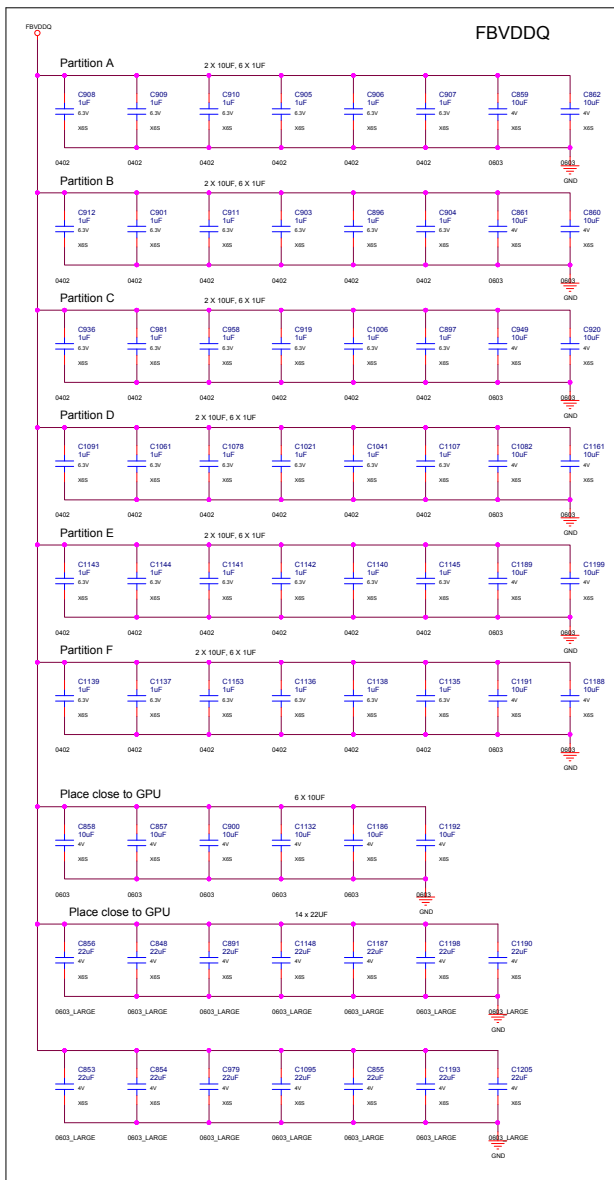 FBVDDQ
FBVDDQ
Partition A 2 X 10UF, 6 X 1UF
C908 C909 C910 C905 C906 C907 C859 C862
1uF 1uF 1uF 1uF 1uF 1uF 10uF 10uF
6.3V 6.3V 6.3V 6.3V 6.3V 6.3V 4V 4V
X6S X6S X6S X6S X6S X6S X6S X6S
0402 0402 0402 0402 0402 0402 0603 0603
GND
Partition B 2 X 10UF, 6 X 1UF
C912 C901 C911 C903 C896 C904 C861 C860
1uF 1uF 1uF 1uF 1uF 1uF 10uF 10uF
6.3V 6.3V 6.3V 6.3V 6.3V 6.3V 4V 4V
X6S X6S X6S X6S X6S X6S X6S X6S
0402 0402 0402 0402 0402 0402 0603 0603
GND
Partition C 2 X 10UF, 6 X 1UF
C936 C981 C958 C919 C1006 C897 C949 C920
1uF 1uF 1uF 1uF 1uF 1uF 10uF 10uF
6.3V 6.3V 6.3V 6.3V 6.3V 6.3V 4V 4V
X6S X6S X6S X6S X6S X6S X6S X6S
0402 0402 0402 0402 0402 0402 0603 0603
GND
Partition D 2 X 10UF, 6 X 1UF
C1091 C1061 C1078 C1021 C1041 C1107 C1082 C1161
1uF 1uF 1uF 1uF 1uF 1uF 10uF 10uF
6.3V 6.3V 6.3V 6.3V 6.3V 6.3V 4V 4V
X6S X6S X6S X6S X6S X6S X6S X6S
0402 0402 0402 0402 0402 0402 0603 0603
GND
Partition E 2 X 10UF, 6 X 1UF
C1143 C1144 C1141 C1142 C1140 C1145 C1189 C1199
1uF 1uF 1uF 1uF 1uF 1uF 10uF 10uF
6.3V 6.3V 6.3V 6.3V 6.3V 6.3V 4V 4V
X6S X6S X6S X6S X6S X6S X6S X6S
0402 0402 0402 0402 0402 0402 0603 0603
GND
Partition F 2 X 10UF, 6 X 1UF
C1139 C1137 C1153 C1136 C1138 C1135 C1191 C1188
1uF 1uF 1uF 1uF 1uF 1uF 10uF 10uF
6.3V 6.3V 6.3V 6.3V 6.3V 6.3V 4V 4V
X6S X6S X6S X6S X6S X6S X6S X6S
0402 0402 0402 0402 0402 0402 0603 0603
GND
Place close to GPU 6 X 10UF
C858 C857 C900 C1132 C1186 C1192
10uF 10uF 10uF 10uF 10uF 10uF
4V 4V 4V 4V 4V 4V
X6S X6S X6S X6S X6S X6S
0603 0603 0603 0603 0603 0603
GND
Place close to GPU 14 x 22UF
C856 C848 C891 C1148 C1187 C1198 C1190
22uF 22uF 22uF 22uF 22uF 22uF 22uF
4V 4V 4V 4V 4V 4V 4V
X6S X6S X6S X6S X6S X6S X6S
0603_LARGE 0603_LARGE 0603_LARGE 0603_LARGE 0603_LARGE 0603_LARGE 0603_LARGE
GND
C853 C854 C979 C1095 C855 C1193 C1205
22uF 22uF 22uF 22uF 22uF 22uF 22uF
4V 4V 4V 4V 4V 4V 4V
X6S X6S X6S X6S X6S X6S X6S
0603_LARGE 0603_LARGE 0603_LARGE 0603_LARGE 0603_LARGE 0603_LARGE 0603_LARGE
GND